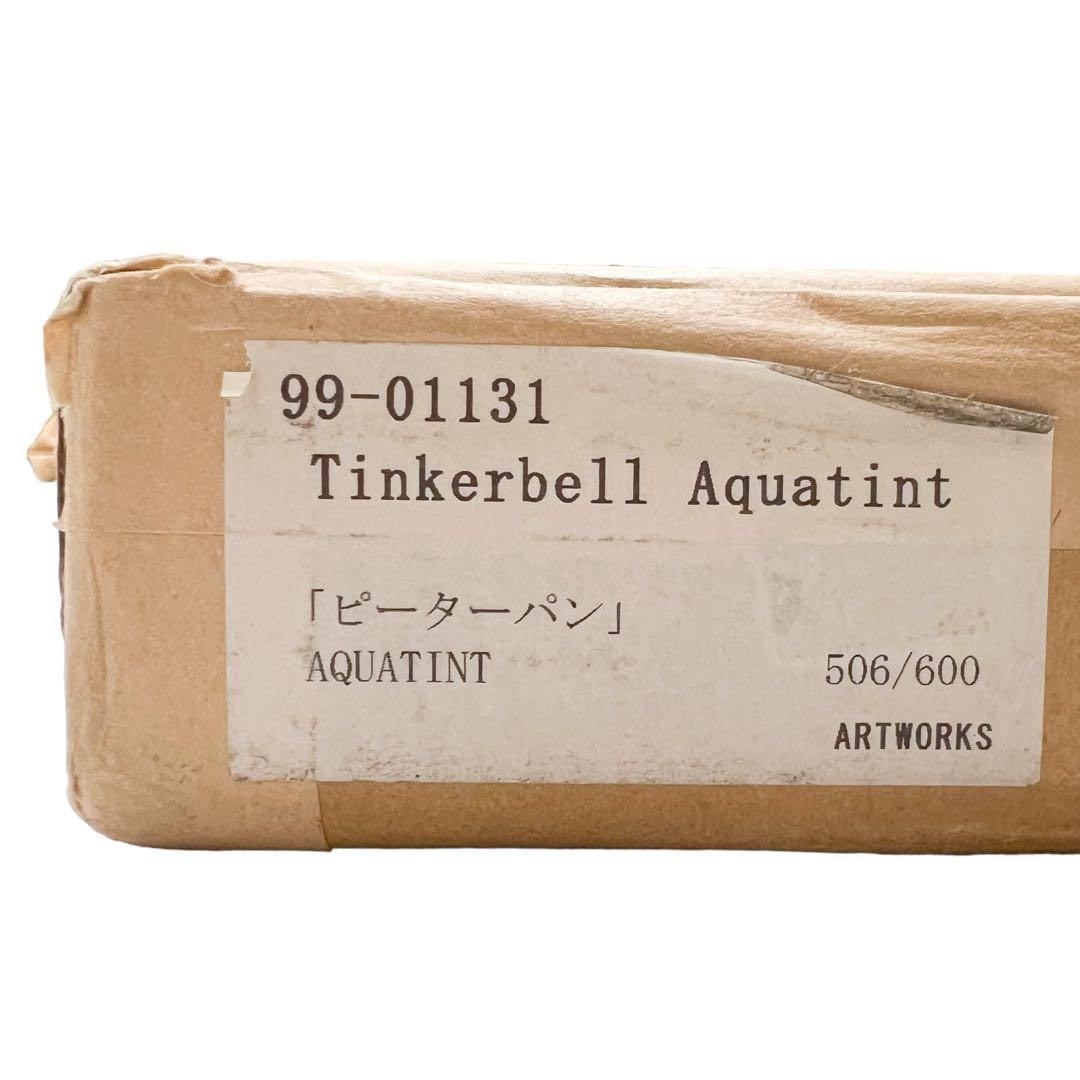 99-01131
Tinkerbell Aquatint
「ピーターパン」
AQUATINT 506/600
ARTWORKS